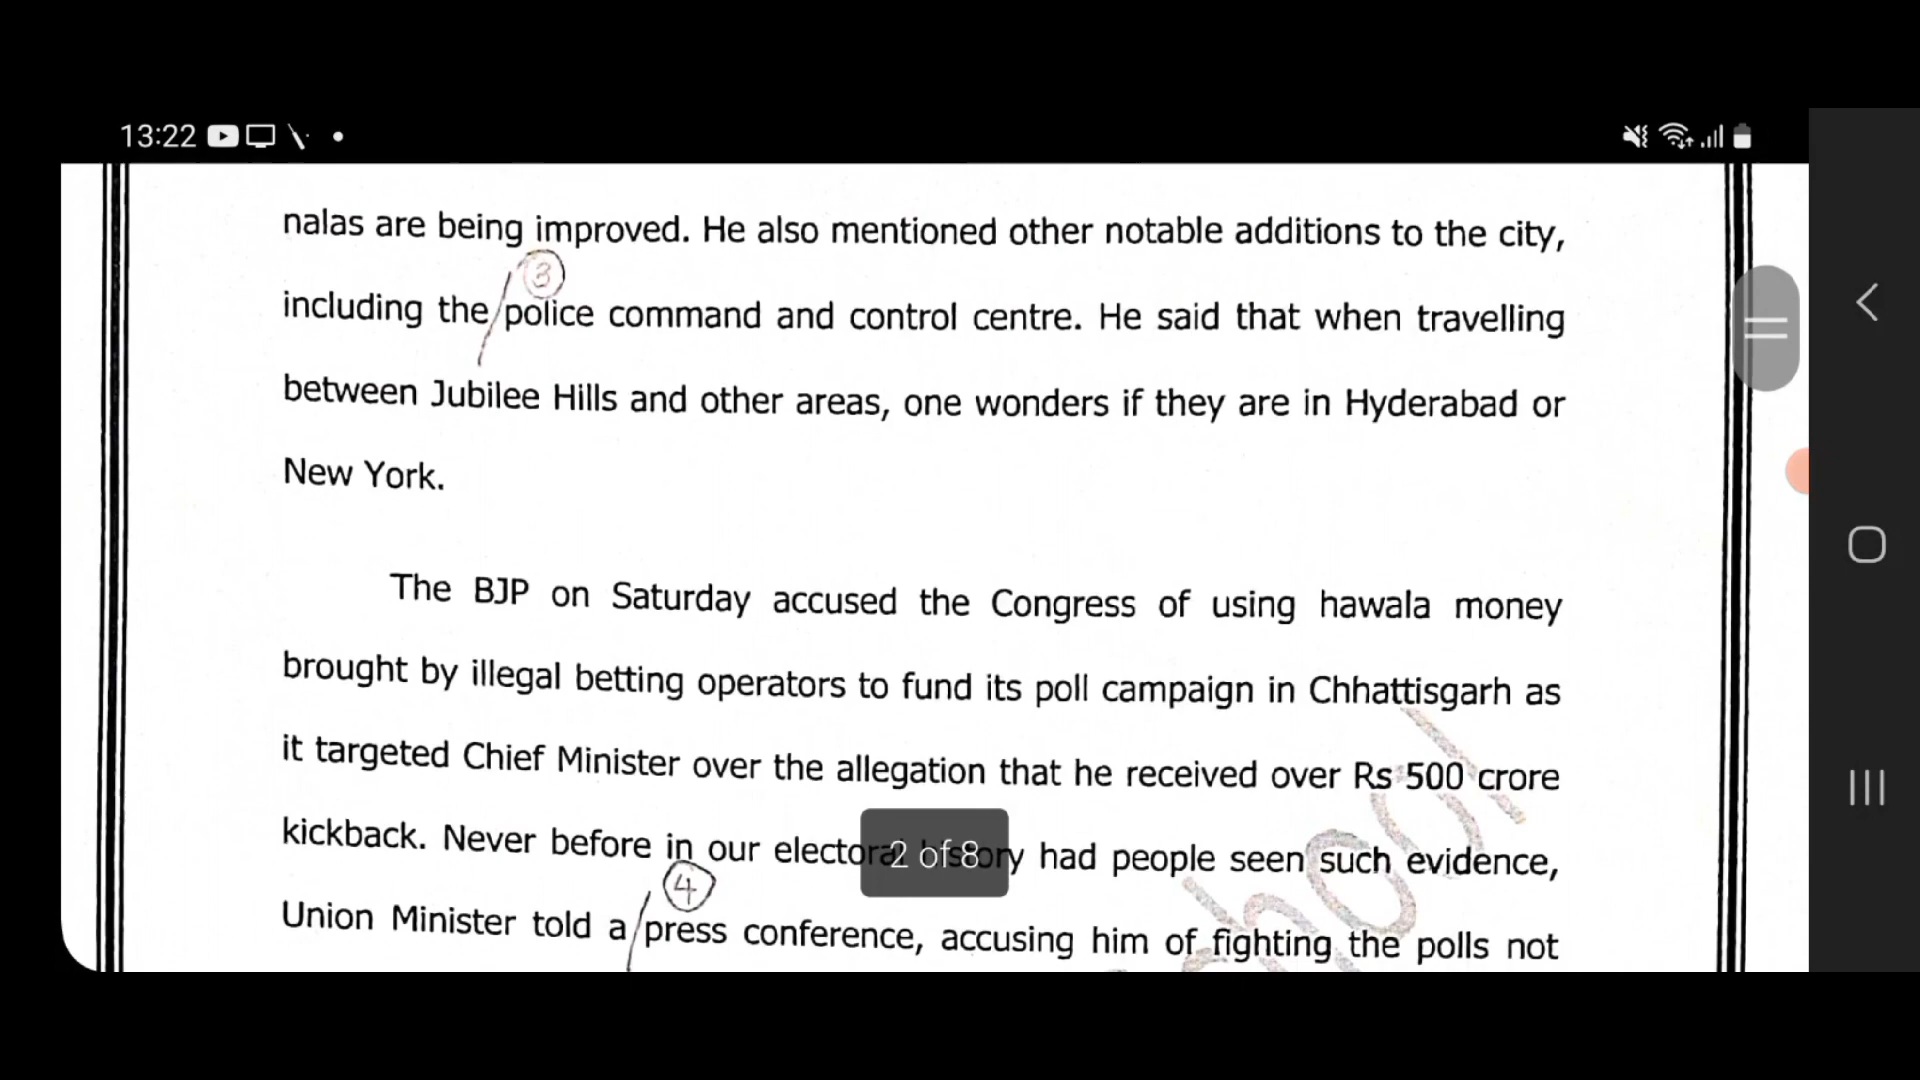 13:22
nalas are being improved. He also mentioned other notable additions to the city,
3
including the police command and control centre. He said that when travelling
between Jubilee Hills and other areas, one wonders if they are in Hyderabad or
New York.
The BJP on Saturday accused the Congress of using hawala money
brought by illegal betting operators to fund its poll campaign in Chhattisgarh as
it targeted Chief Minister over the allegation that he received over Rs 500 crore
kickback. Never before in our electoral history had people seen such evidence,
2 of 8
4
Union Minister told a press conference, accusing him of fighting the polls not